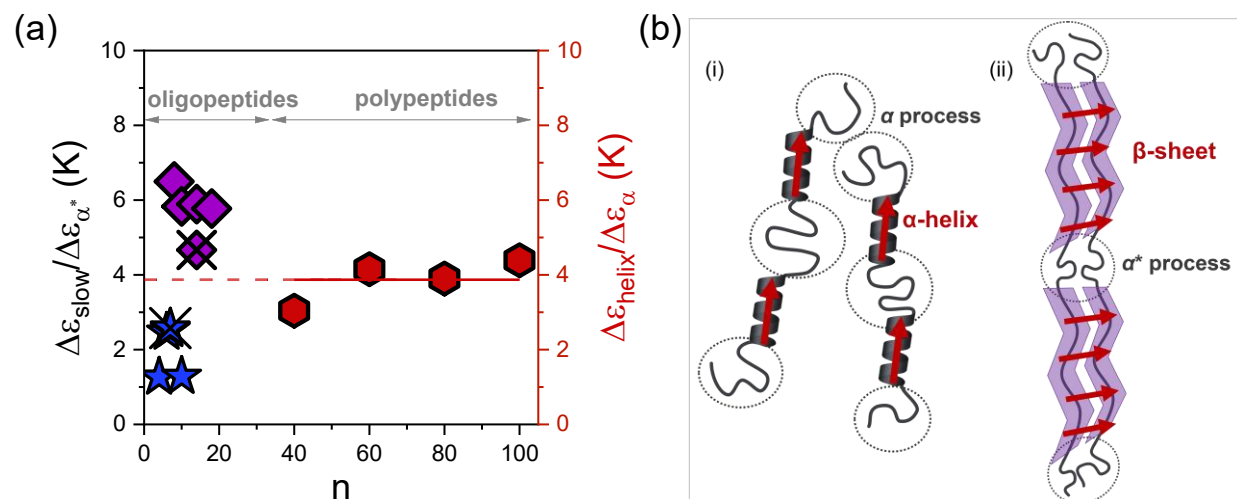 (a)
(b)
Δε_slow/Δε_α* (K)
10
8
6
4
2
0
oligopeptides
polypeptides
0
20
40
60
80
100
n
10
8
6
4
2
0
Δε_helix/Δε_α (K)
(i)
α process
α-helix
(ii)
β-sheet
α* process